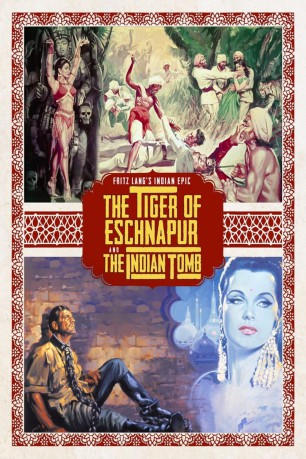 FRITZ LANG'S INDIAN EPIC
THE TIGER OF
ESCHNAPUR
AND
THE INDIAN TOMB